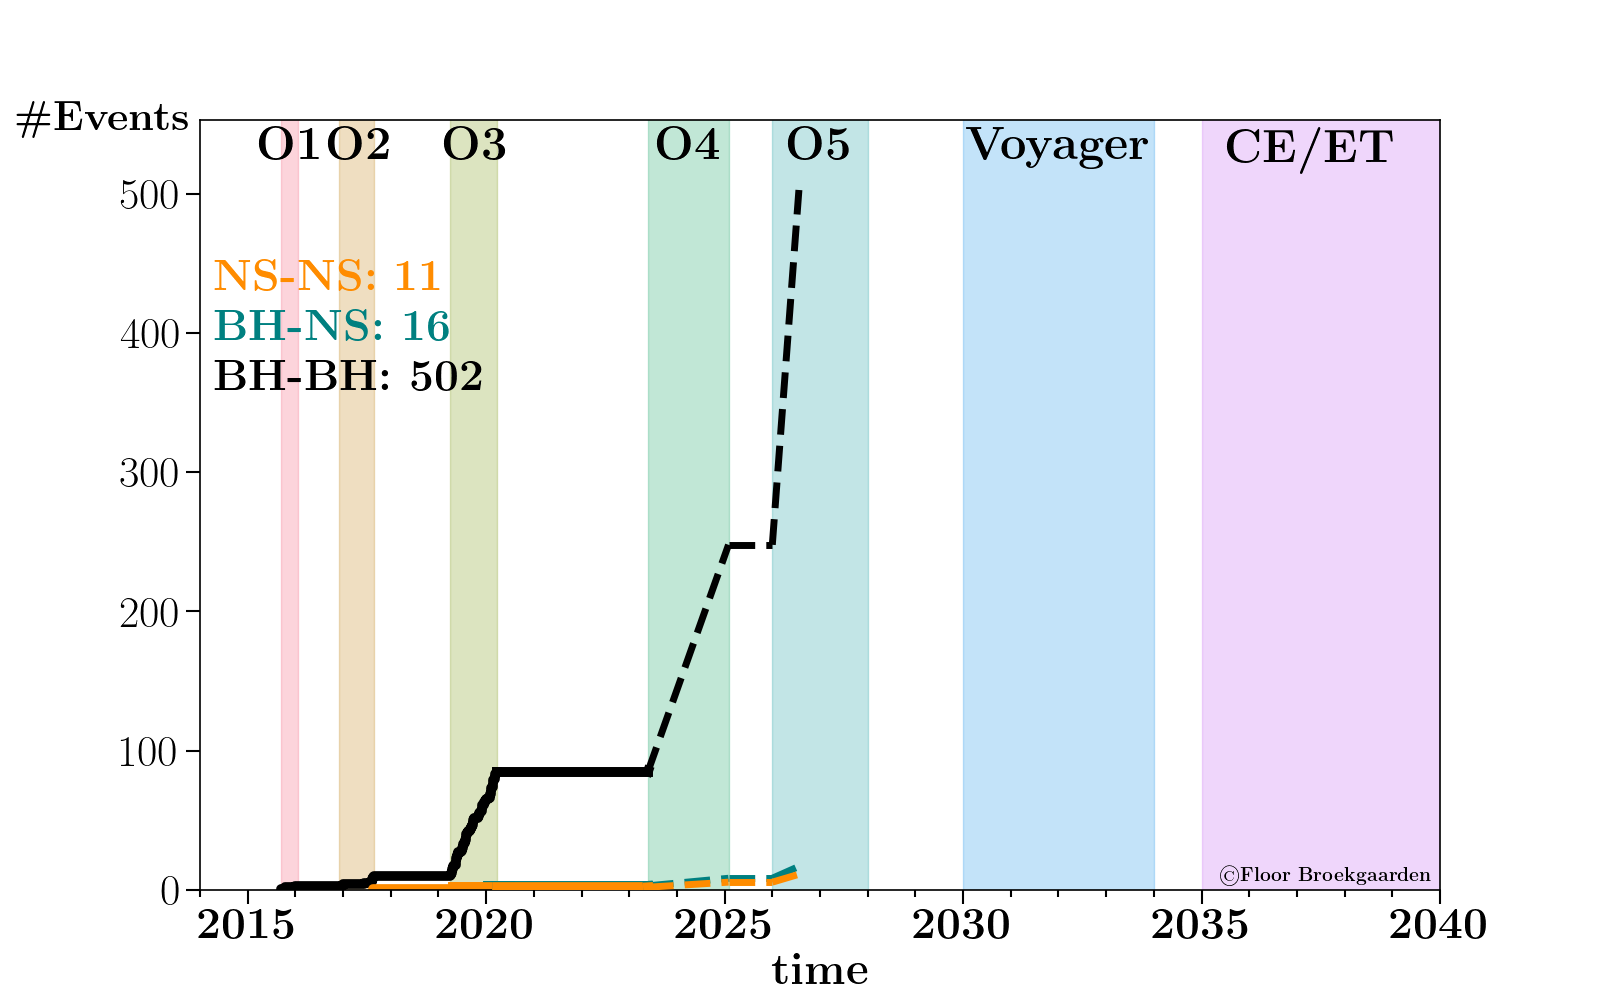 #Events
O1 O2 O3 O4 O5 Voyager CE/ET
500
NS-NS: 11
BH-NS: 16
400
BH-BH: 502
300
200
100
0
©Floor Broekgaarden
2015 2020 2025 2030 2035 2040
time